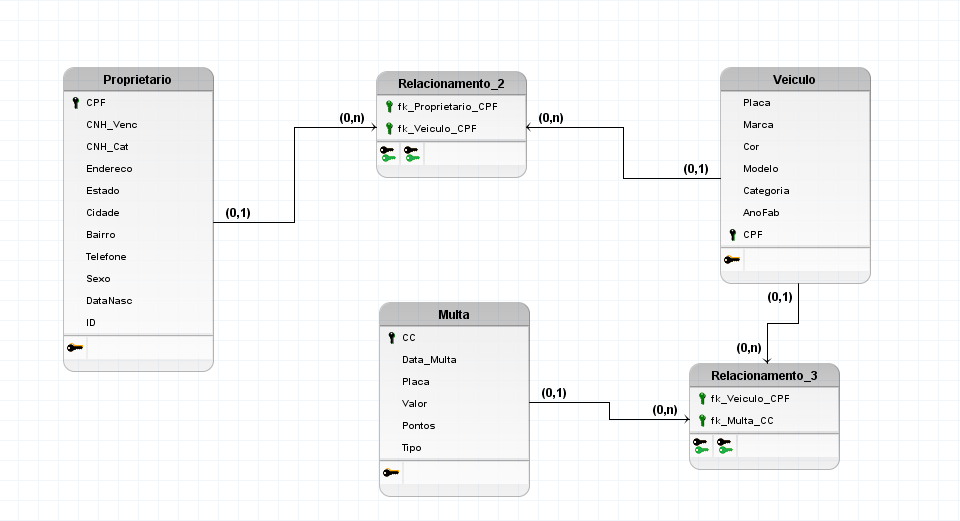 Proprietario
CPF
CNH_Venc
CNH_Cat
Endereco
Estado
Cidade
Bairro
Telefone
Sexo
DataNasc
ID
(0,1)
(0,n)
Relacionamento_2
fk_Proprietario_CPF
fk_Veiculo_CPF
(0,n)
(0,1)
Veiculo
Placa
Marca
Cor
Modelo
Categoria
AnoFab
CPF
(0,1)
(0,n)
Multa
CC
Data_Multa
Placa
Valor
Pontos
Tipo
(0,1)
(0,n)
Relacionamento_3
fk_Veiculo_CPF
fk_Multa_CC